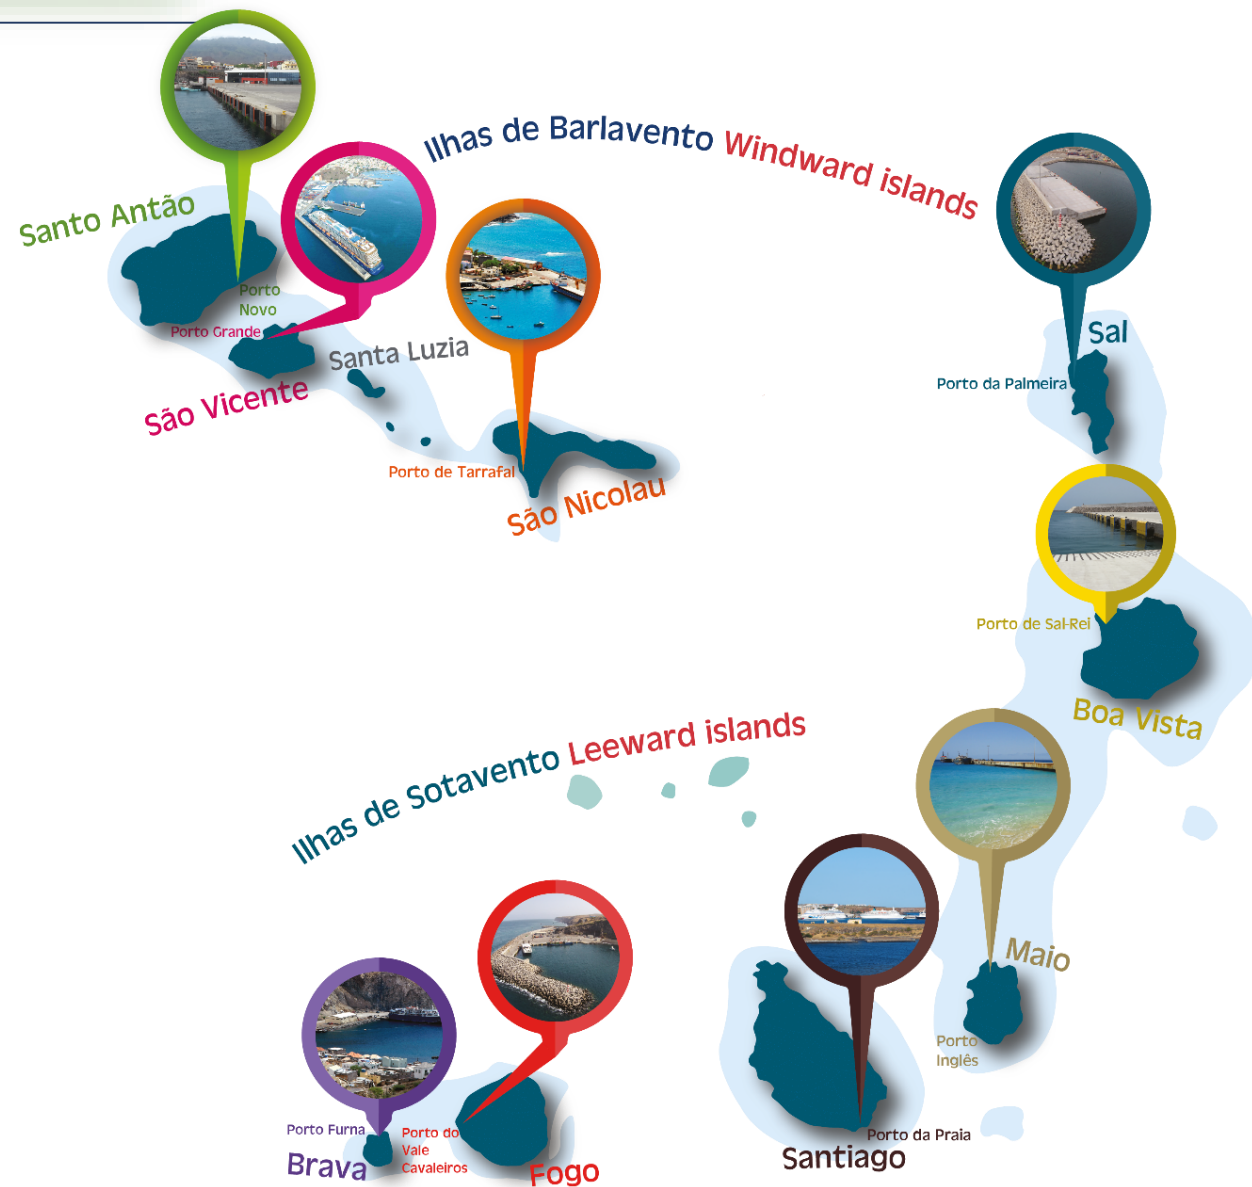 Ilhas de Barlavento Windward islands
Santo Antão
Porto
Novo
Porto Grande
São Vicente
Santa Luzia
Porto de Tarrafal
São Nicolau
Sal
Porto da Palmeira
Porto de Sal-Rei
Boa Vista
Ilhas de Sotavento Leeward islands
Maio
Porto
Inglês
Porto da Praia
Santiago
Porto Furna
Brava
Porto do
Vale
Cavaleiros
Fogo